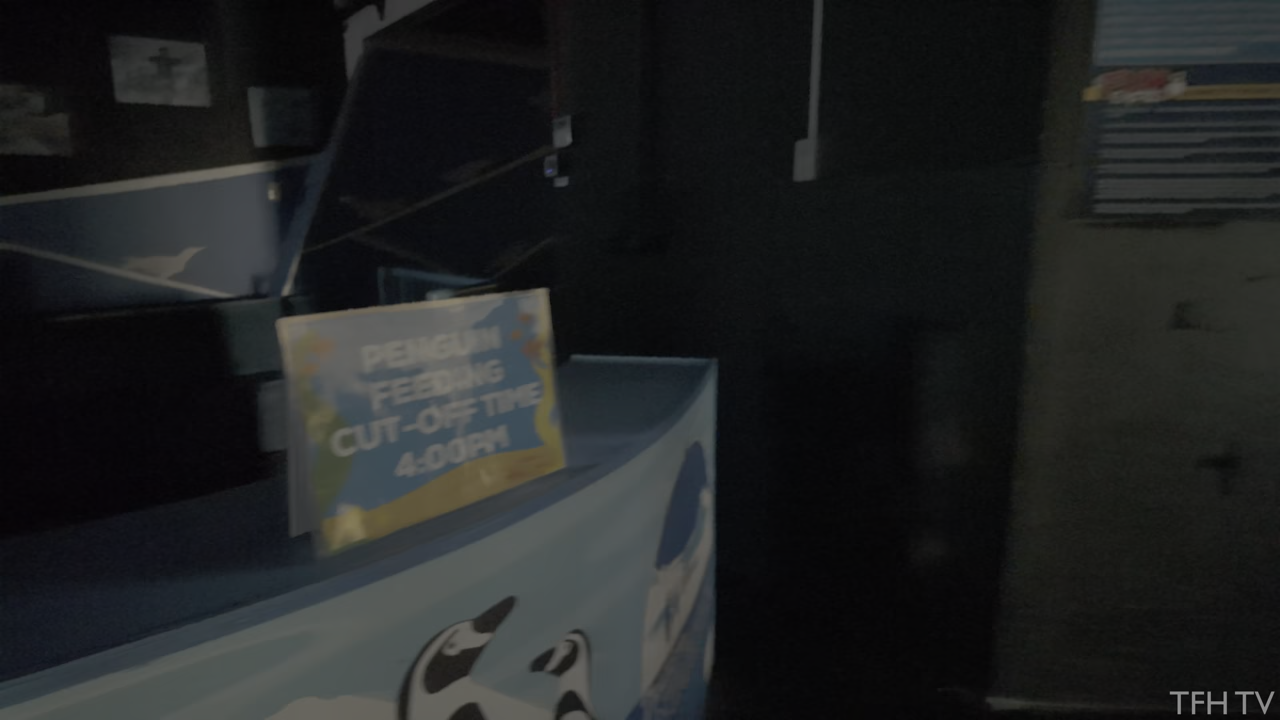 PENGUIN
FEEDING
CUT-OFF TIME
4:00PM
TFH TV